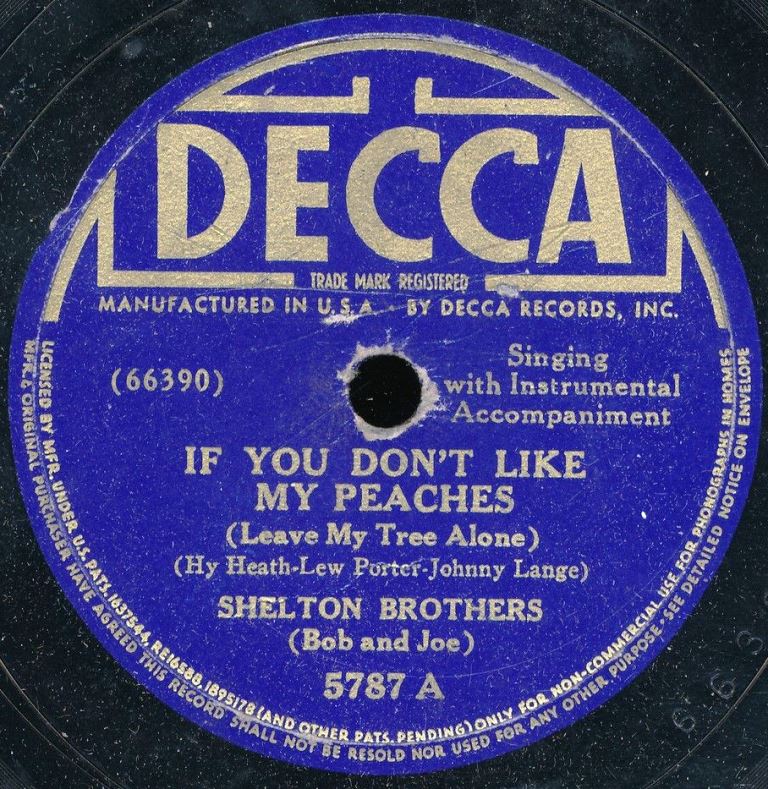 DECCA
TRADE MARK REGISTERED
MANUFACTURED IN U.S.A. · BY DECCA RECORDS, INC.
(66390)
Singing
with Instrumental
Accompaniment
IF YOU DON'T LIKE
MY PEACHES
(Leave My Tree Alone)
(Hy Heath-Lew Porter-Johnny Lange)
SHELTON BROTHERS
(Bob and Joe)
5787 A
LICENSED BY MFR. UNDER U.S. PATS. 1637544, RE16588, 1895178 (AND OTHER PATS. PENDING) ONLY FOR NON-COMMERCIAL USE FOR PHONOGRAPHS IN HOMES
MFR. & ORIGINAL PURCHASER HAVE AGREED THIS RECORD SHALL NOT BE RESOLD NOR USED FOR ANY OTHER PURPOSE · SEE DETAILED NOTICE ON ENVELOPE